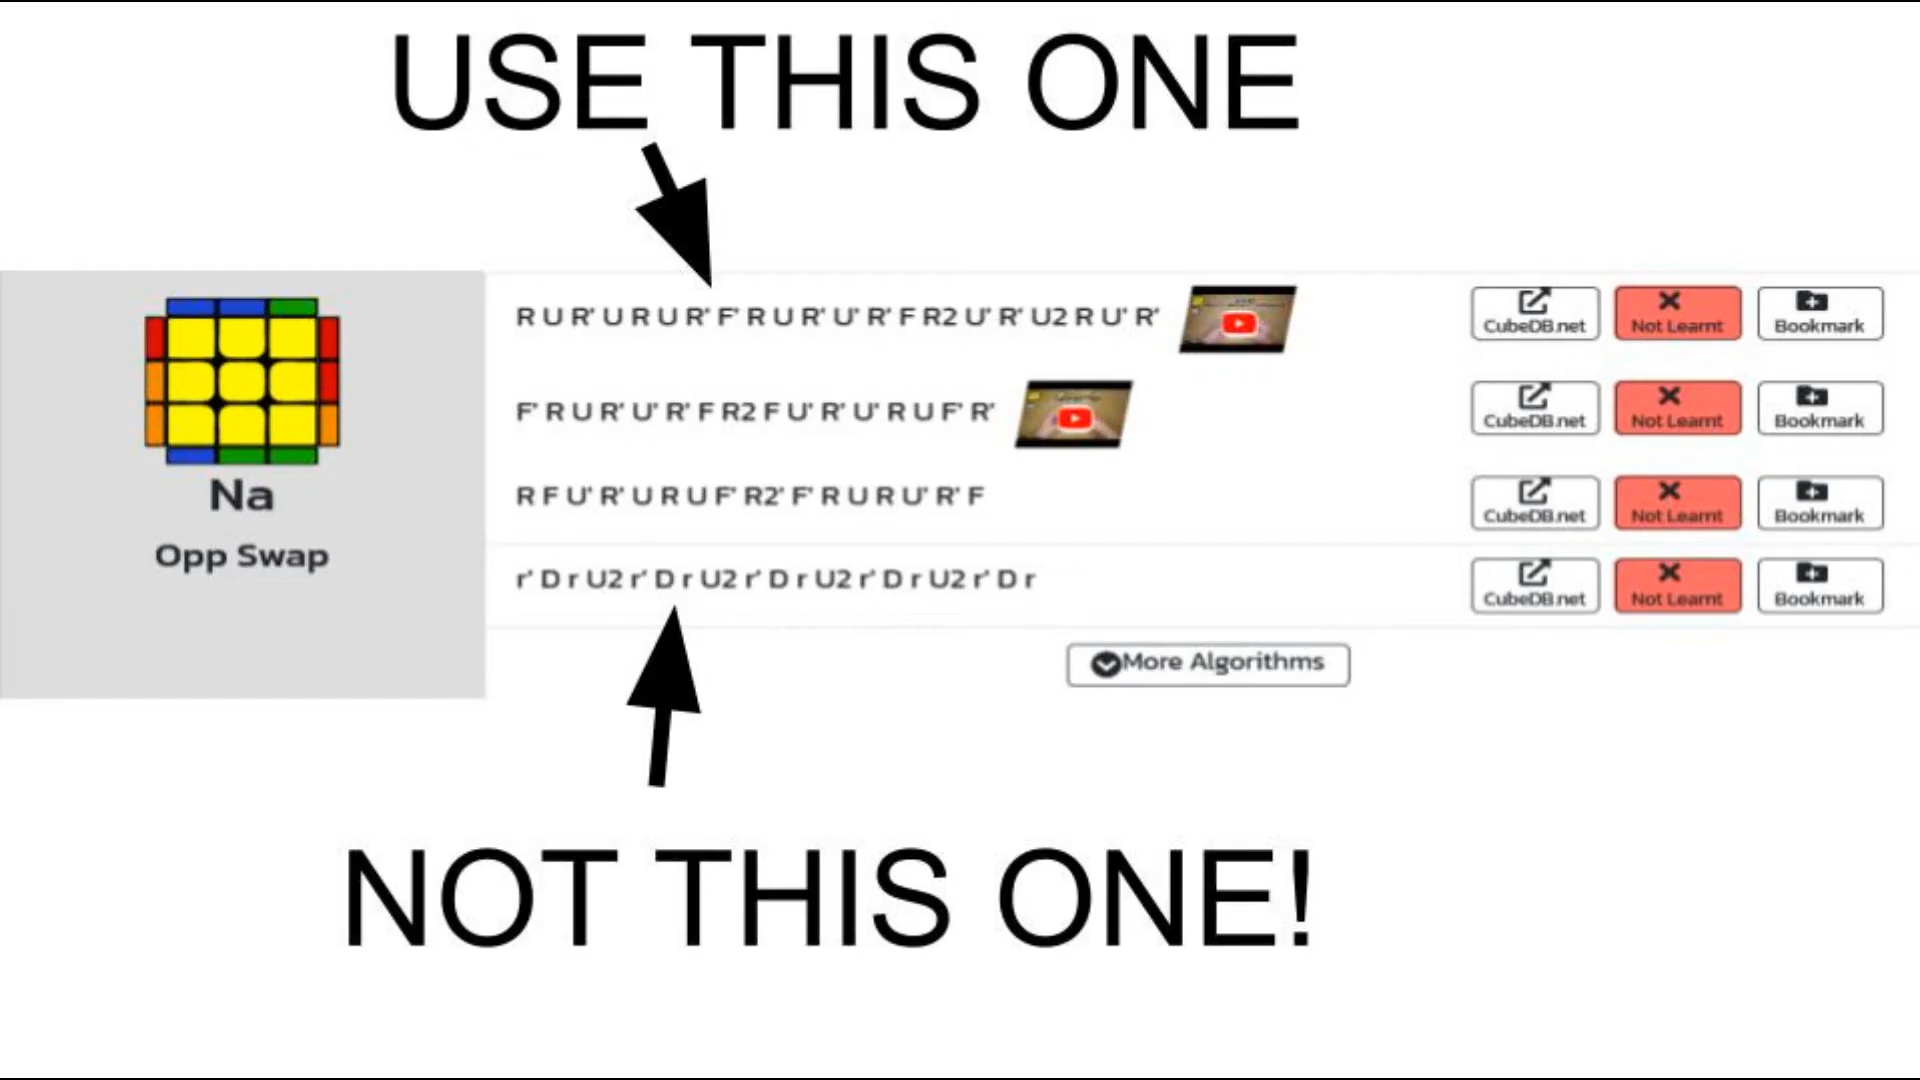 USE THIS ONE
R U R' U R U R' F' R U R' U' R' F R2 U' R' U2 R U' R'
CubeDB.net
Not Learnt
Bookmark
F' R U R' U' R' F R2 F U' R' U' R U F' R'
CubeDB.net
Not Learnt
Bookmark
Na
Opp Swap
R F U' R' U R U F' R2' F' R U R U' R' F
CubeDB.net
Not Learnt
Bookmark
r' D r U2 r' D r U2 r' D r U2 r' D r U2 r' D r
CubeDB.net
Not Learnt
Bookmark
More Algorithms
NOT THIS ONE!